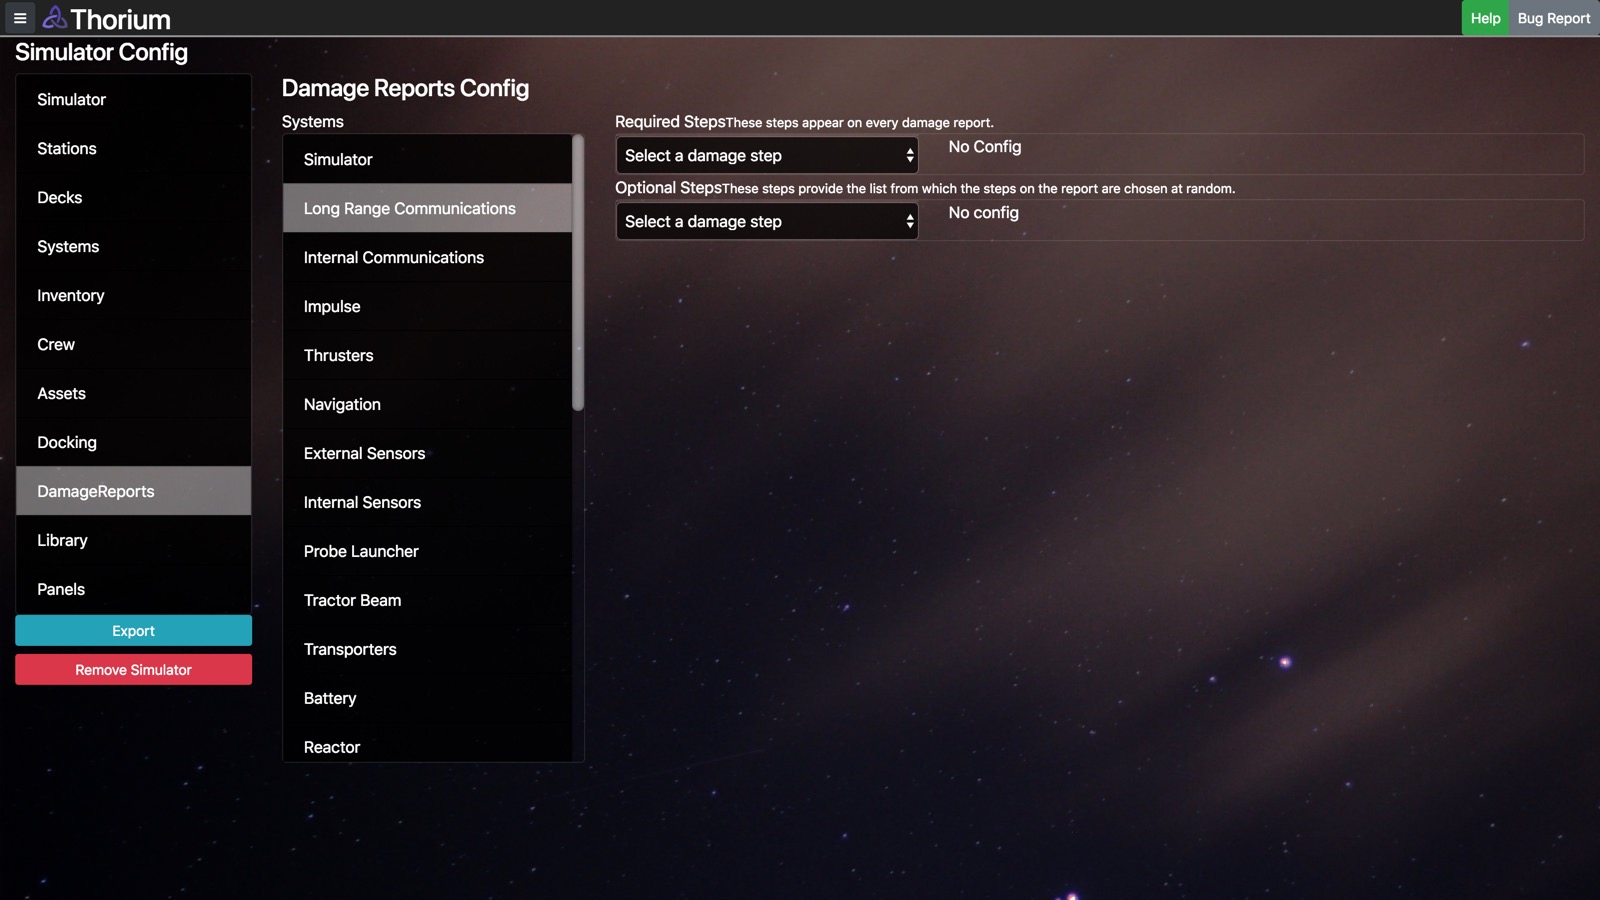 Thorium
Help
Bug Report
Simulator Config
Simulator
Stations
Decks
Systems
Inventory
Crew
Assets
Docking
DamageReports
Library
Panels
Export
Remove Simulator
Damage Reports Config
Systems
Simulator
Long Range Communications
Internal Communications
Impulse
Thrusters
Navigation
External Sensors
Internal Sensors
Probe Launcher
Tractor Beam
Transporters
Battery
Reactor
Required StepsThese steps appear on every damage report.
Select a damage step
No Config
Optional StepsThese steps provide the list from which the steps on the report are chosen at random.
Select a damage step
No config